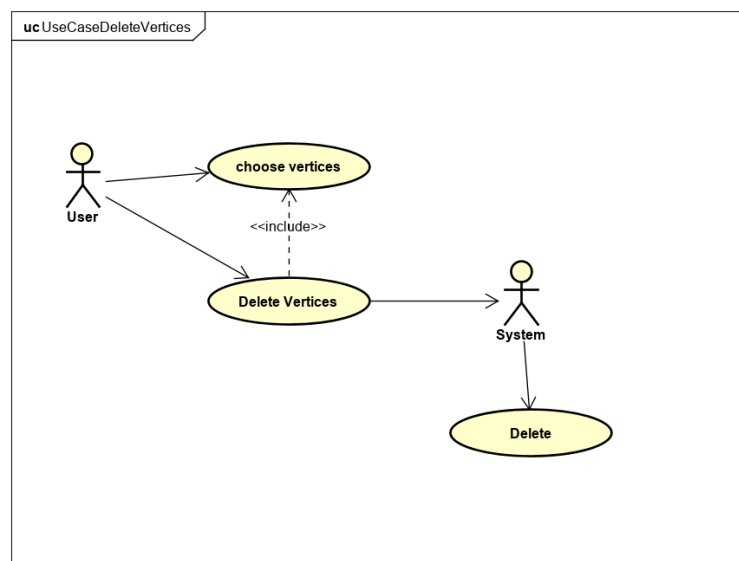 uc UseCaseDeleteVertices
choose vertices
User
<<include>>
Delete Vertices
System
Delete